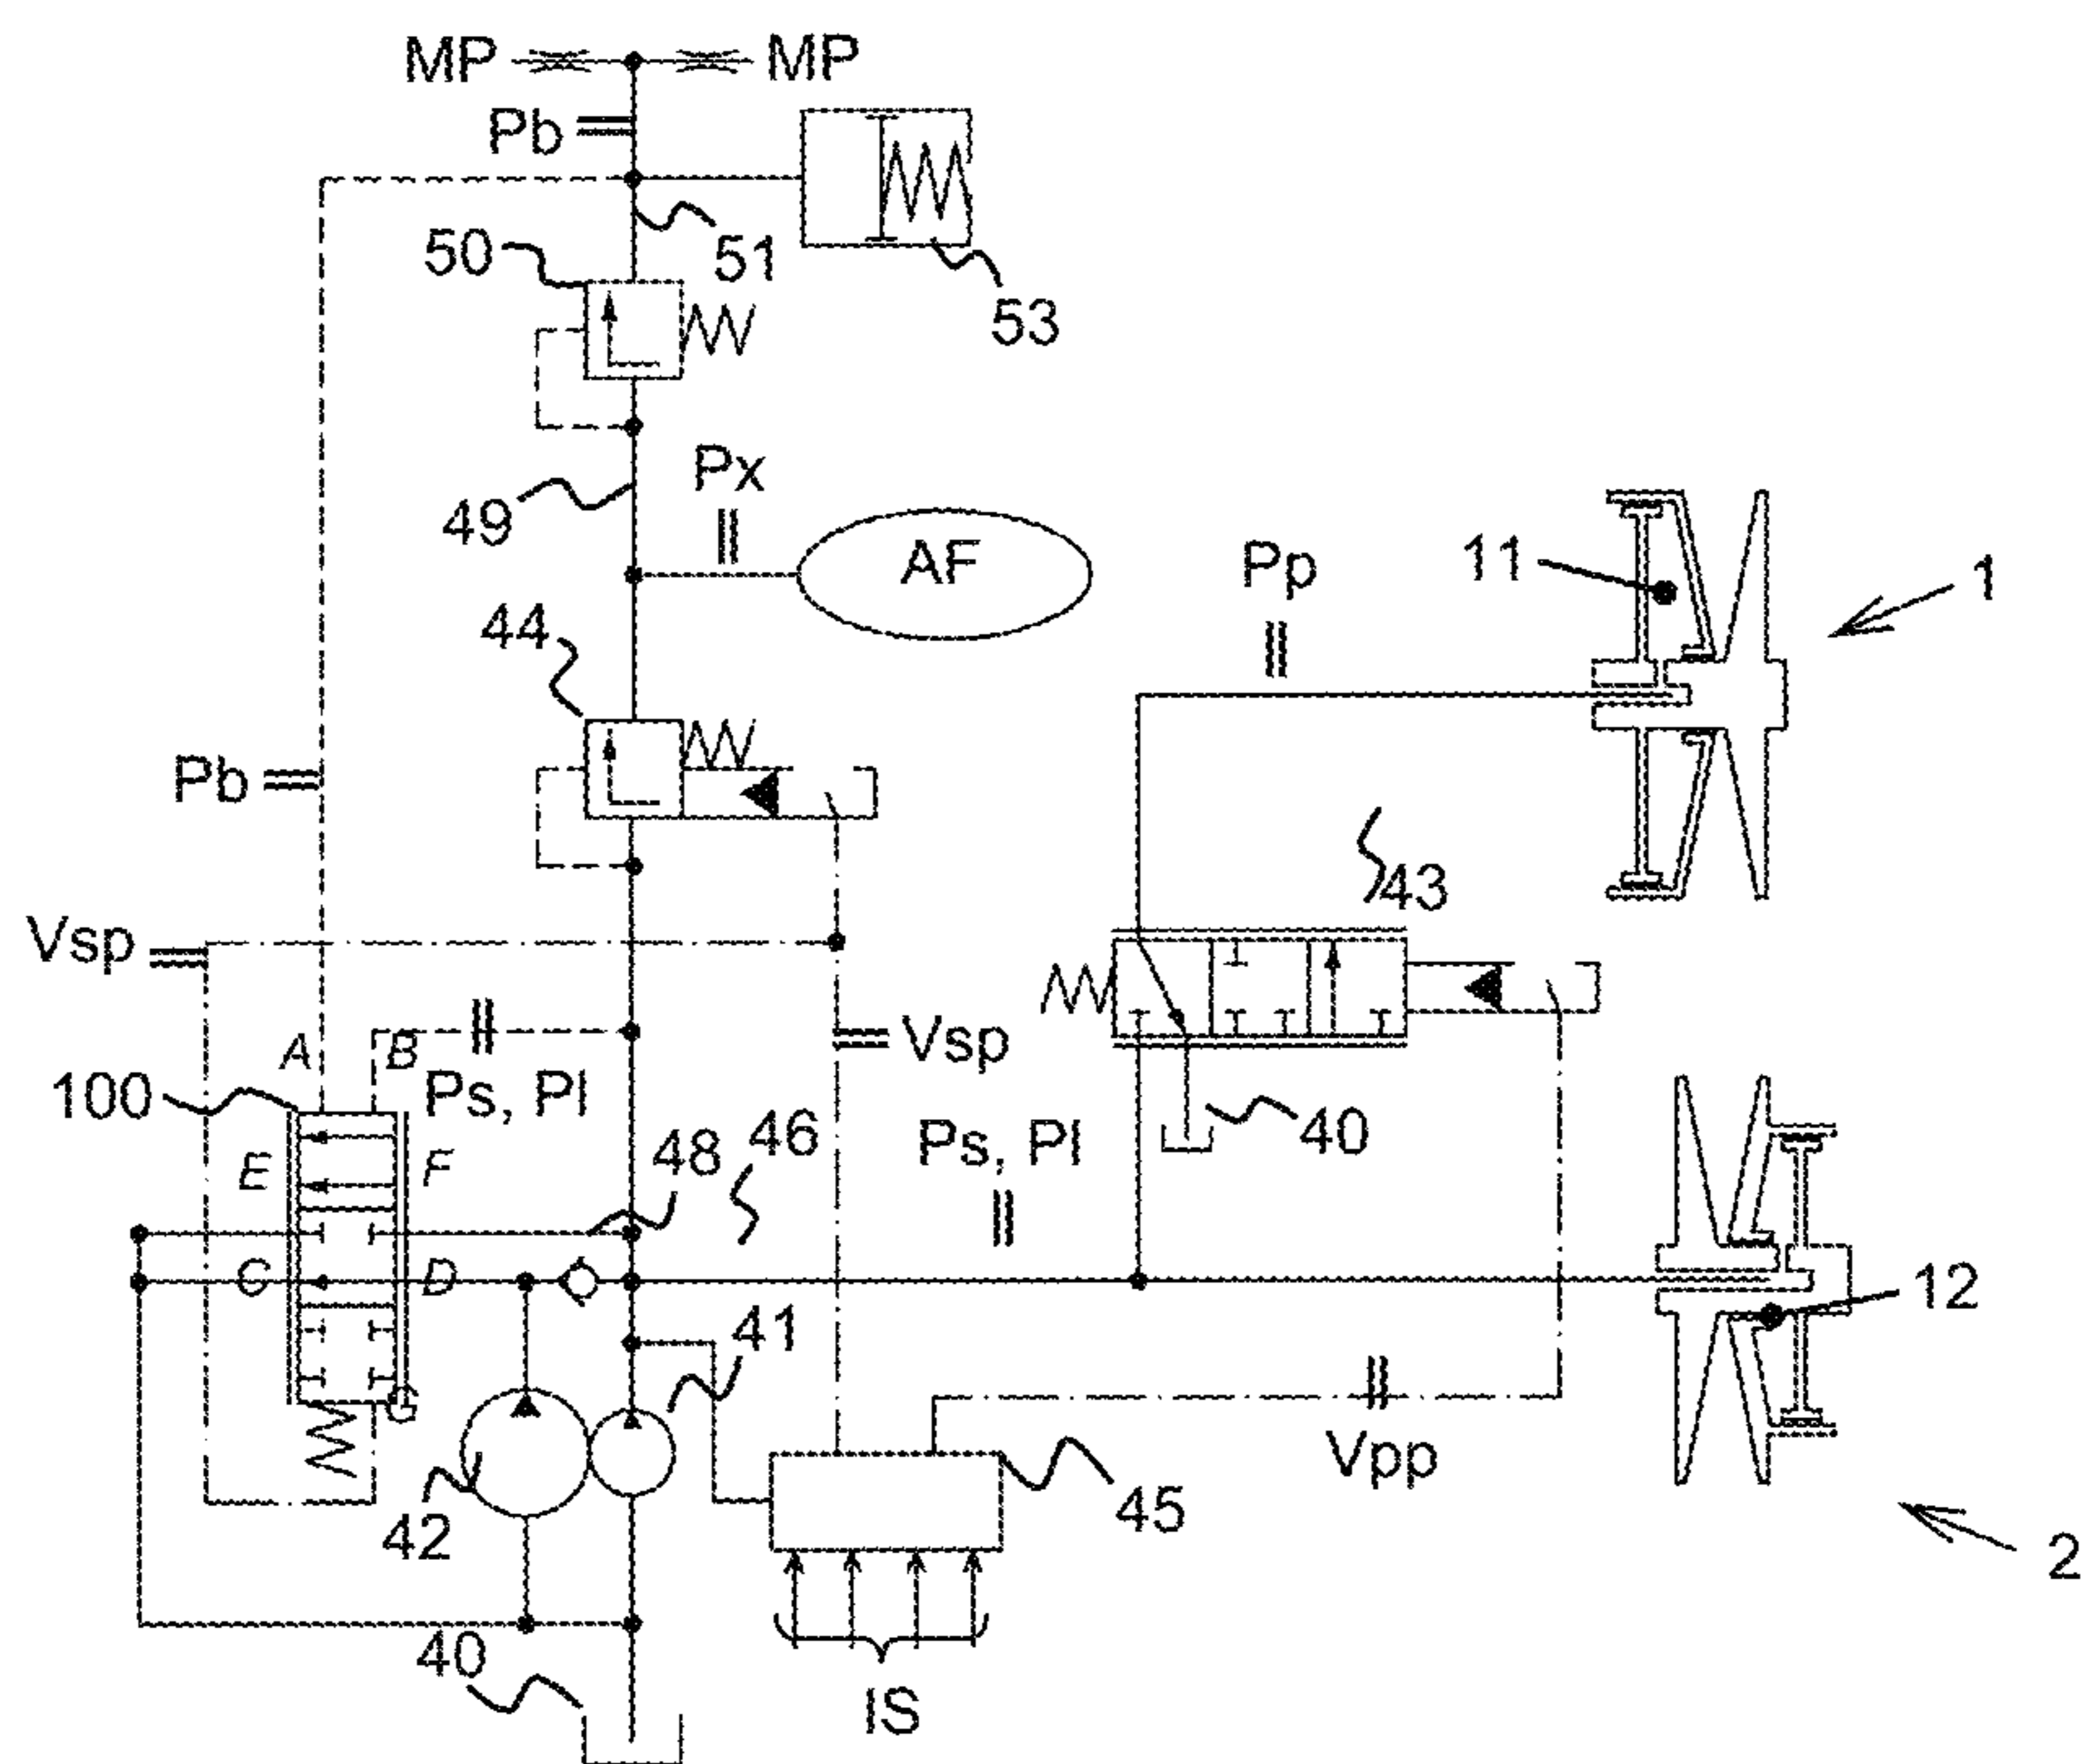 MP MP
Pb
50 51
53
Px
49
AF
Pp 11 1
44
Pb
43
Vsp
Vsp
A B
100 Ps, Pl
48 46 Ps, Pl 40
E F
C D
12
41
G
Vpp
42 45
2
40
IS